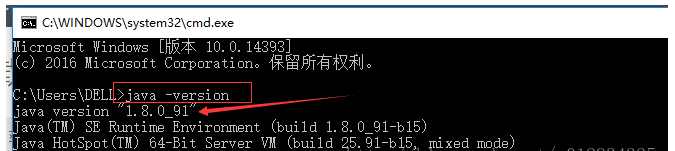 C:\WINDOWS\system32\cmd.exe
Microsoft Windows [版本 10.0.14393]
(c) 2016 Microsoft Corporation。保留所有权利。
C:\Users\DELL>java -version
java version "1.8.0_91"
Java(TM) SE Runtime Environment (build 1.8.0_91-b15)
Java HotSpot(TM) 64-Bit Server VM (build 25.91-b15, mixed mode)